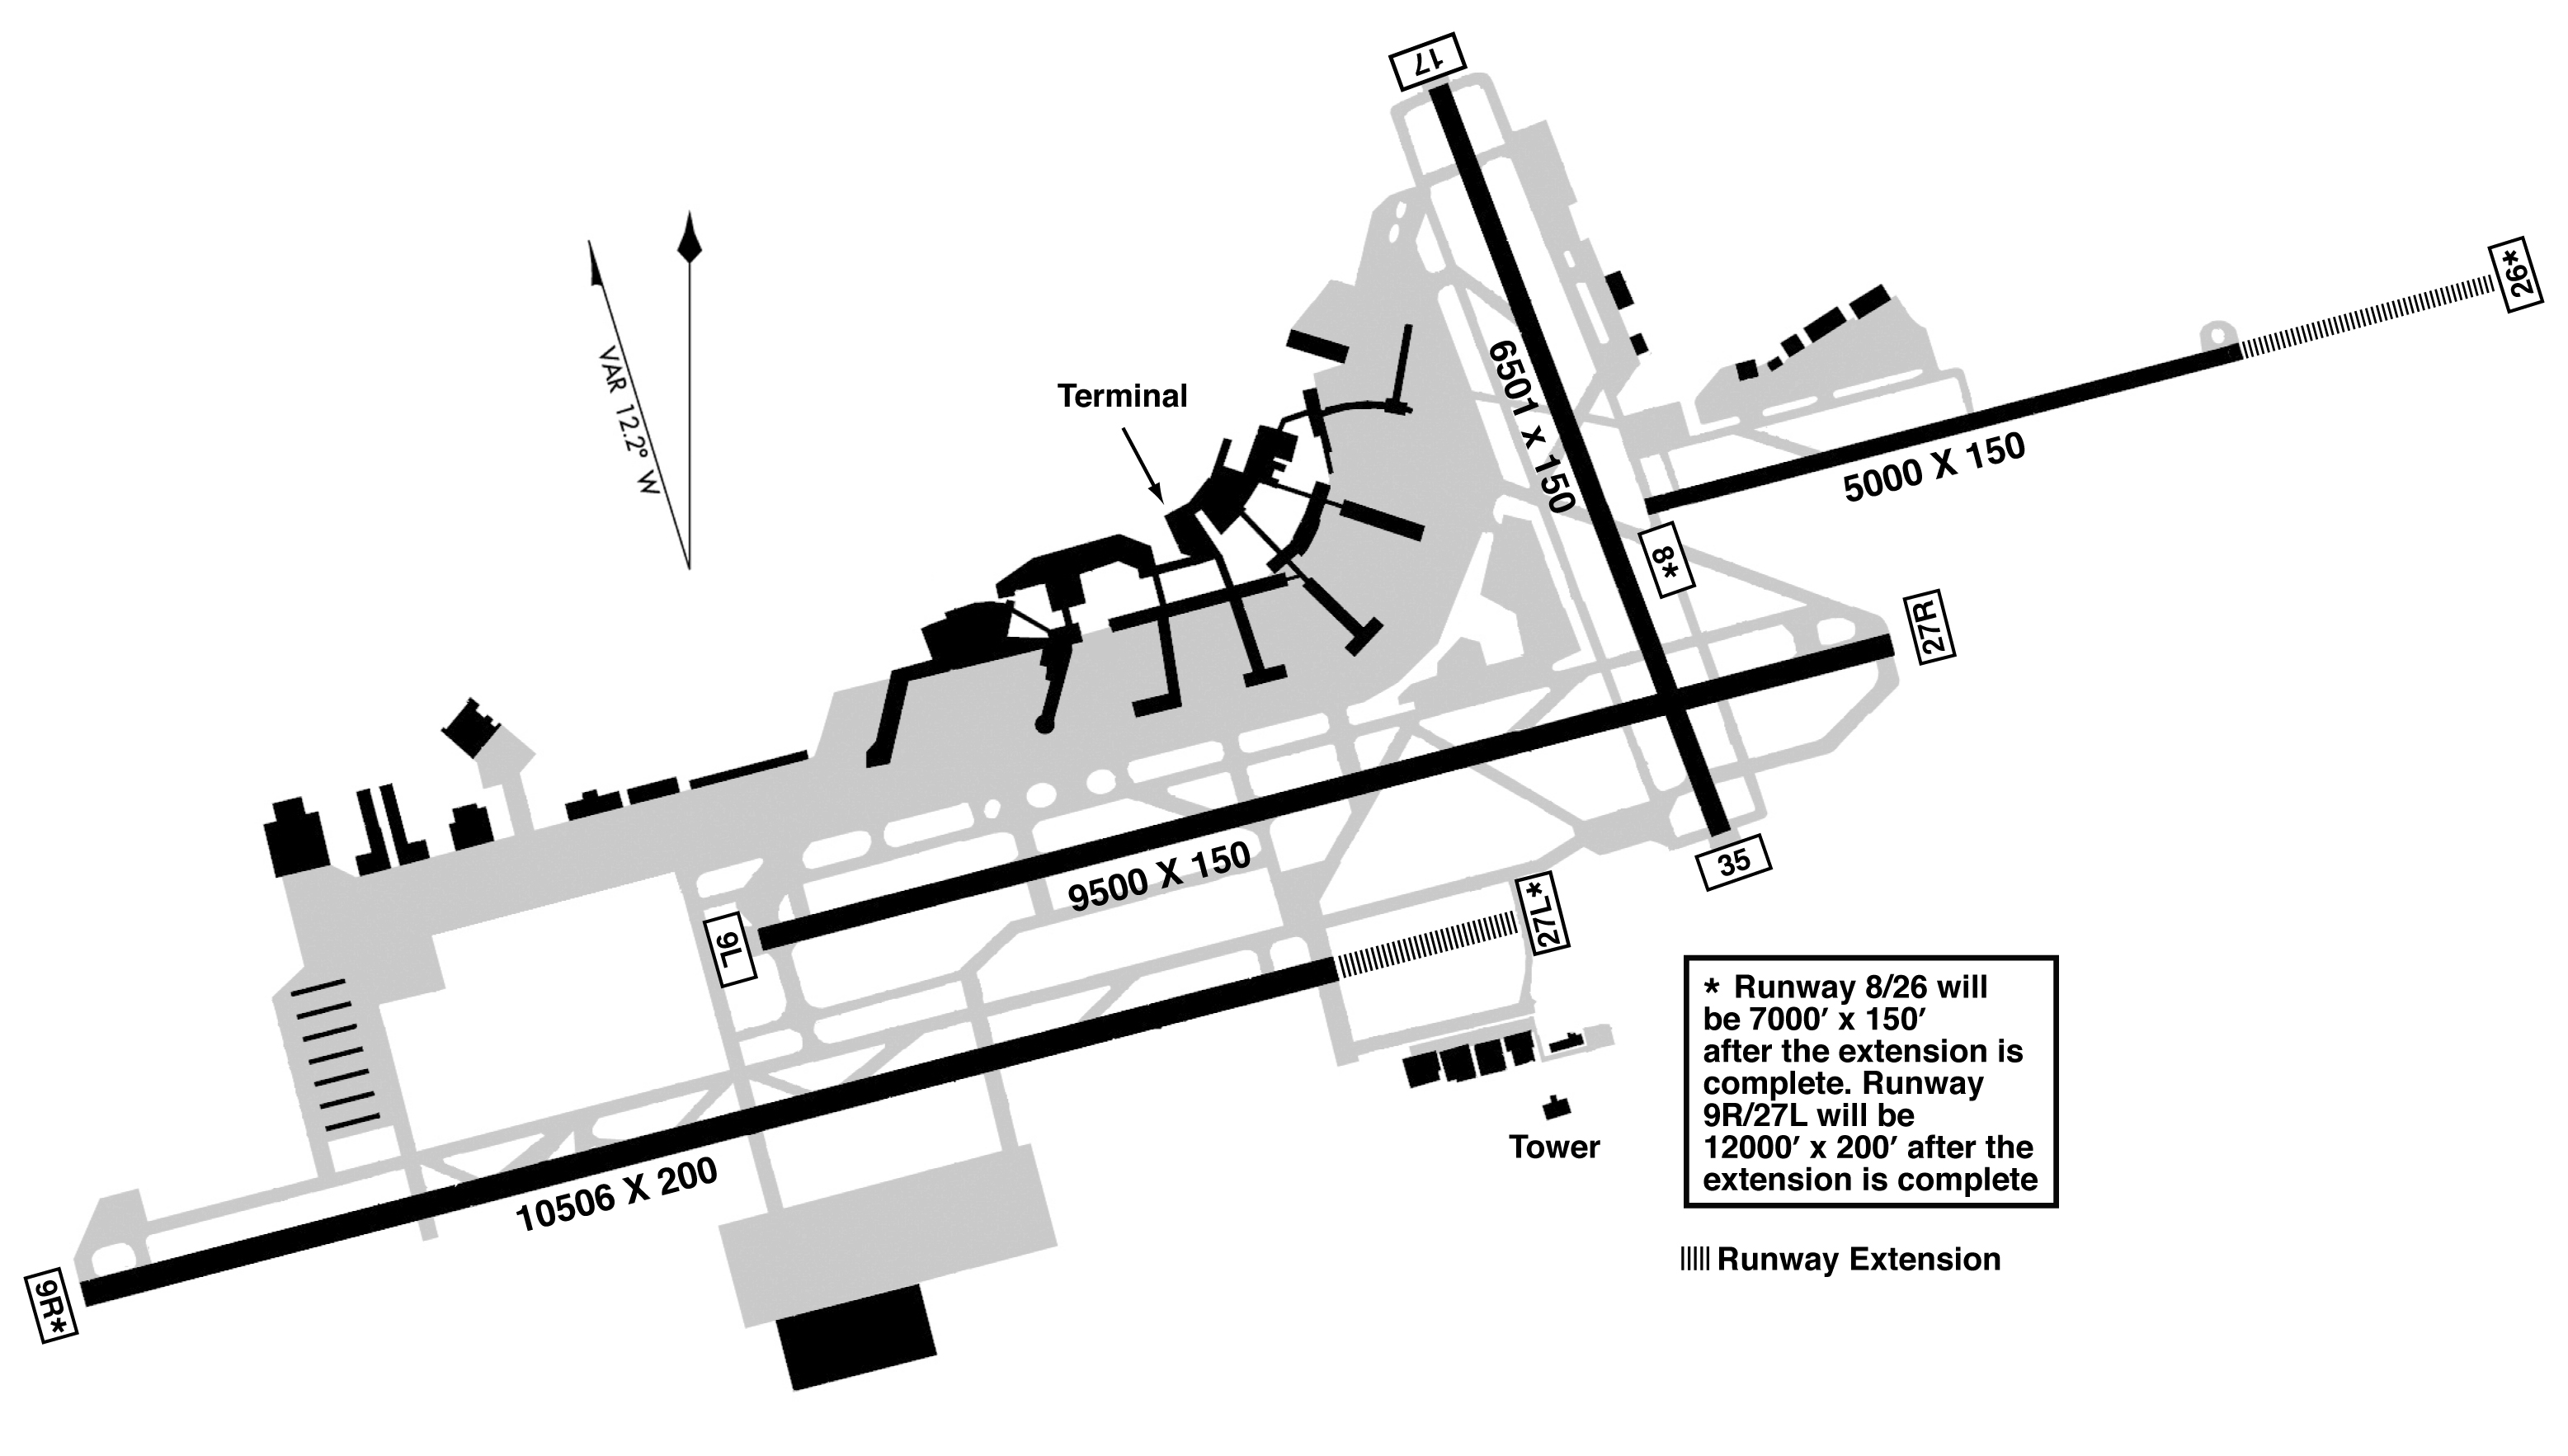 17
26*
VAR 12.2° W
6501 x 150
Terminal
5000 X 150
8*
27R
35
9500 X 150
27L*
9L
* Runway 8/26 will
be 7000′ x 150′
after the extension is
complete. Runway
9R/27L will be
12000′ x 200′ after the
extension is complete
Tower
10506 X 200
Runway Extension
9R*